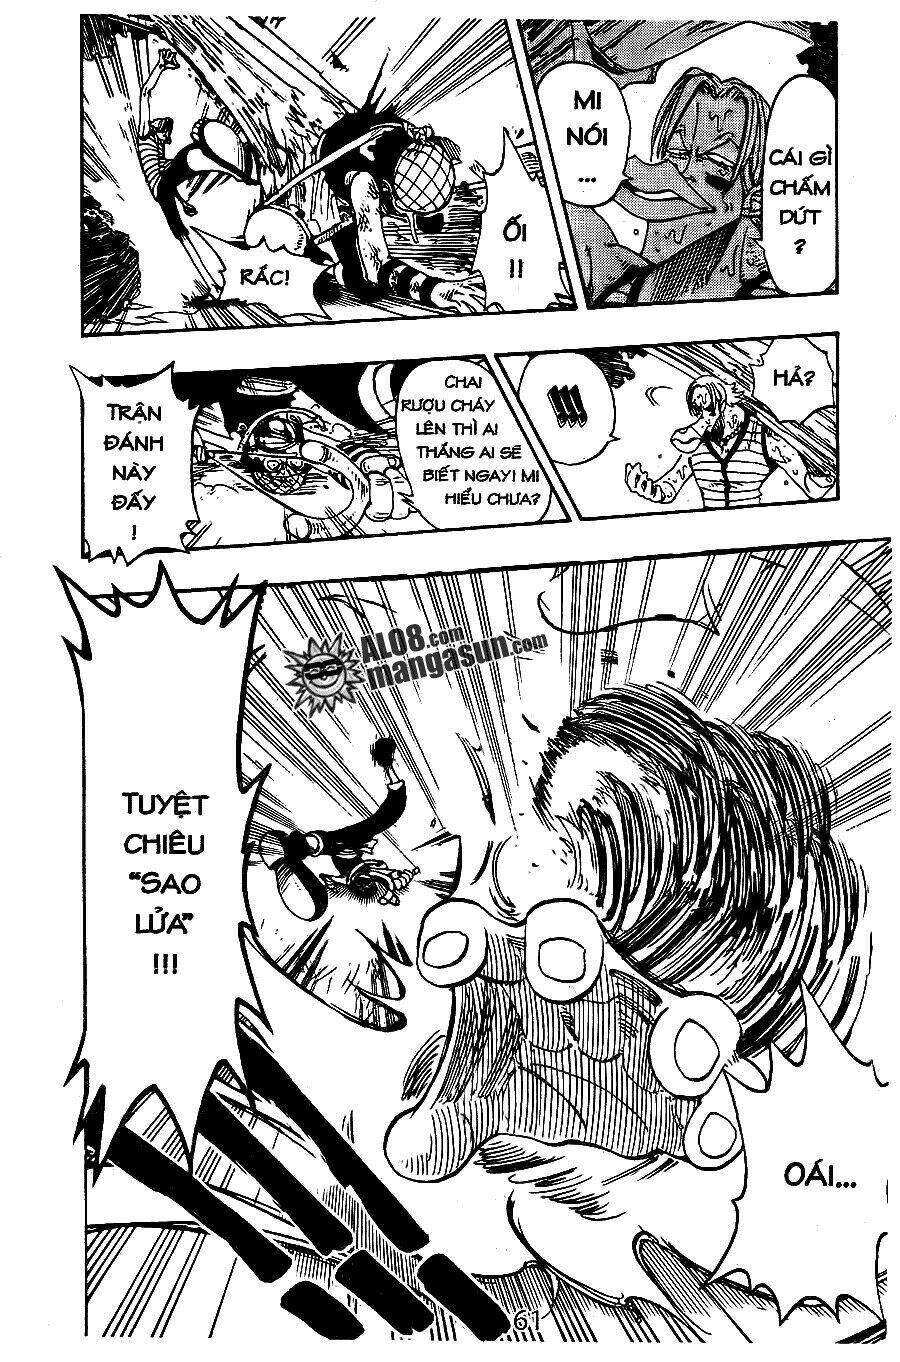 CÁI GÌ
CHẤM
DỨT
?
MI
NÓI
...
ỐI
!!
RẮC!
HẢ?
!!!
CHAI
RƯỢU CHÁY
LÊN THÌ AI
THẮNG AI SẼ
BIẾT NGAY! MI
HIỂU CHƯA?
TRẬN
ĐÁNH
NÀY
ĐẤY
!
AL08.com
mangasun.com
TUYỆT
CHIÊU
"SAO
LỬA"
!!!
OÁI...
61